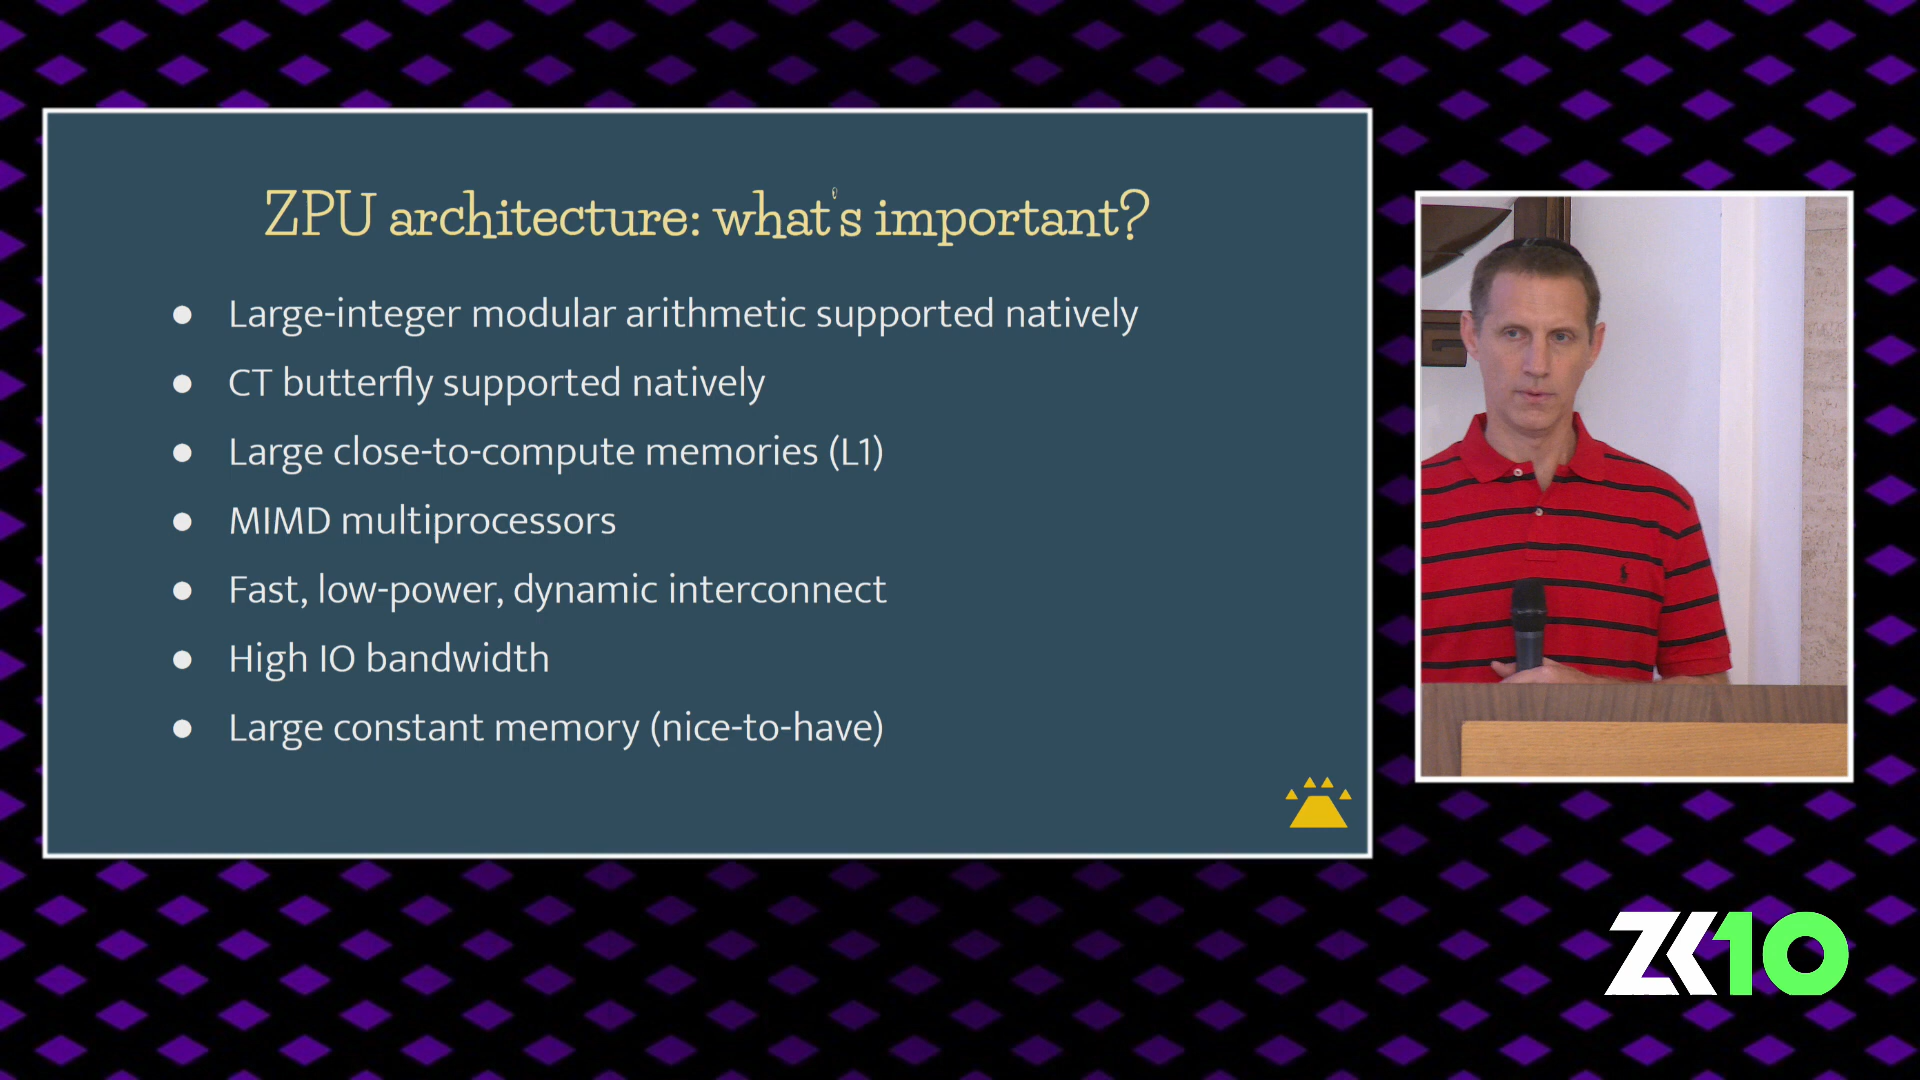 ZPU architecture: what's important?
● Large-integer modular arithmetic supported natively
● CT butterfly supported natively
● Large close-to-compute memories (L1)
● MIMD multiprocessors
● Fast, low-power, dynamic interconnect
● High IO bandwidth
● Large constant memory (nice-to-have)
ZK10